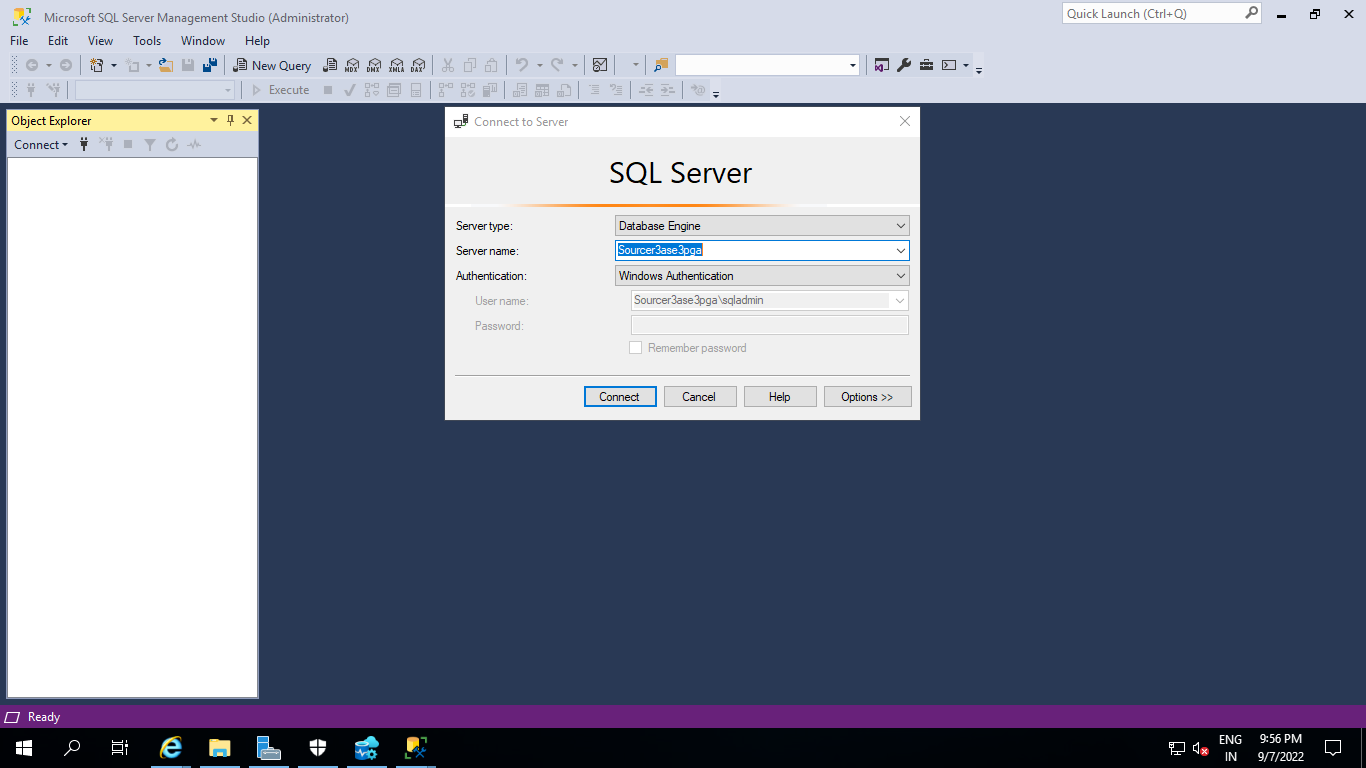 Microsoft SQL Server Management Studio (Administrator)
Quick Launch (Ctrl+Q)
File Edit View Tools Window Help
New Query MDX DMX XMLA DAX
Execute
Object Explorer
Connect
Connect to Server
SQL Server
Server type: Database Engine
Server name: Sourcer3ase3pga
Authentication: Windows Authentication
User name: Sourcer3ase3pga\sqladmin
Password:
Remember password
Connect Cancel Help Options >>
Ready
ENG
IN
9:56 PM
9/7/2022